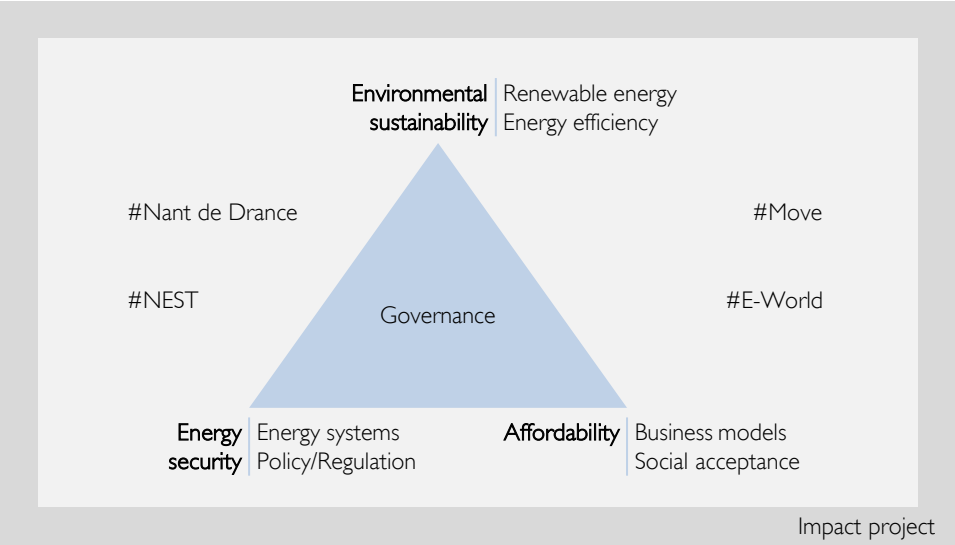 Environmental
sustainability
Renewable energy
Energy efficiency
#Nant de Drance
#Move
#NEST
#E-World
Governance
Energy
security
Energy systems
Policy/Regulation
Affordability
Business models
Social acceptance
Impact project